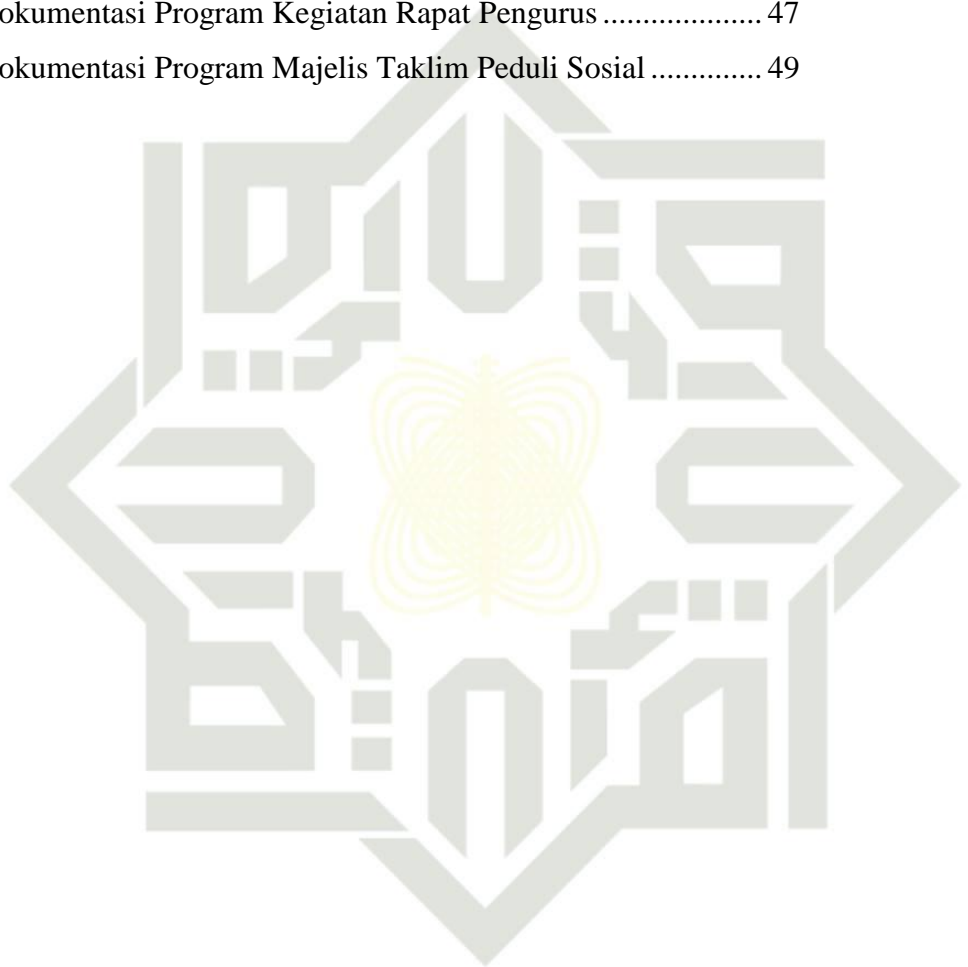 okumentasi Program Kegiatan Rapat Pengurus .................... 47
okumentasi Program Majelis Taklim Peduli Sosial .............. 49